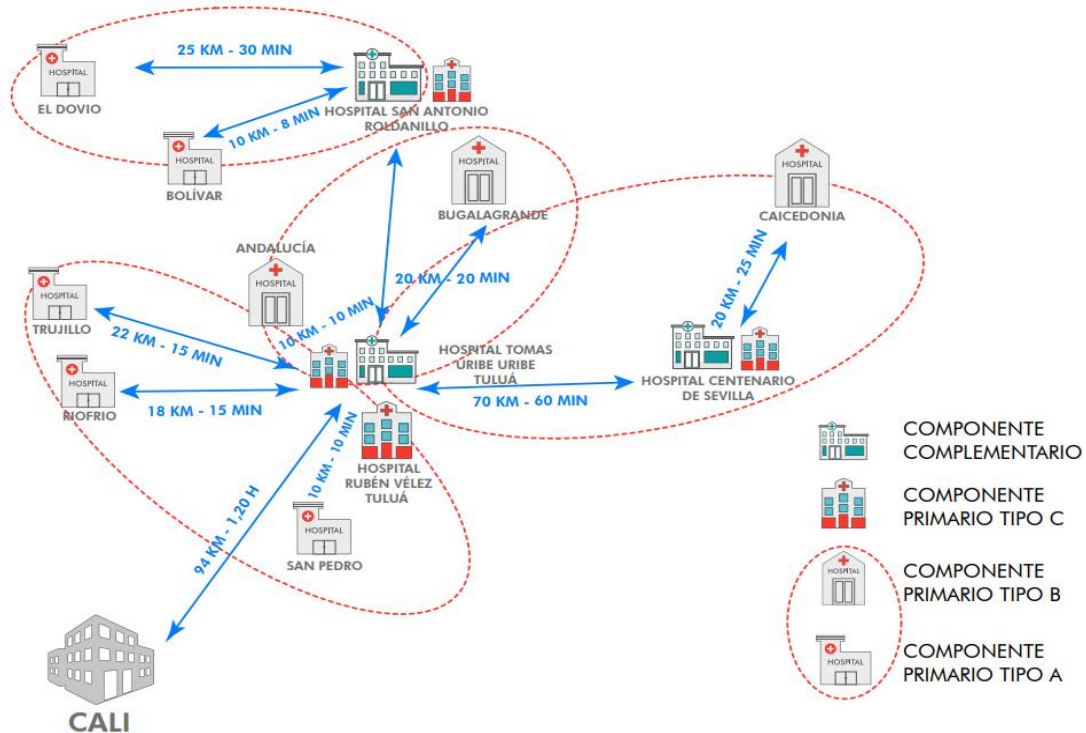 25 KM - 30 MIN
HOSPITAL
EL DOVIO
HOSPITAL SAN ANTONIO
ROLDANILLO
10 KM - 8 MIN
HOSPITAL
BOLÍVAR
HOSPITAL
BUGALAGRANDE
HOSPITAL
CAICEDONIA
ANDALUCÍA
HOSPITAL
20 KM - 20 MIN
20 KM - 25 MIN
HOSPITAL
TRUJILLO
22 KM - 15 MIN
10 KM - 10 MIN
HOSPITAL TOMAS
URIBE URIBE
TULUÁ
HOSPITAL CENTENARIO
DE SEVILLA
HOSPITAL
RIOFRIO
18 KM - 15 MIN
70 KM - 60 MIN
HOSPITAL
RUBÉN VÉLEZ
TULUÁ
10 KM - 10 MIN
HOSPITAL
SAN PEDRO
94 KM - 1,20 H
CALI
COMPONENTE
COMPLEMENTARIO
COMPONENTE
PRIMARIO TIPO C
HOSPITAL
COMPONENTE
PRIMARIO TIPO B
HOSPITAL
COMPONENTE
PRIMARIO TIPO A